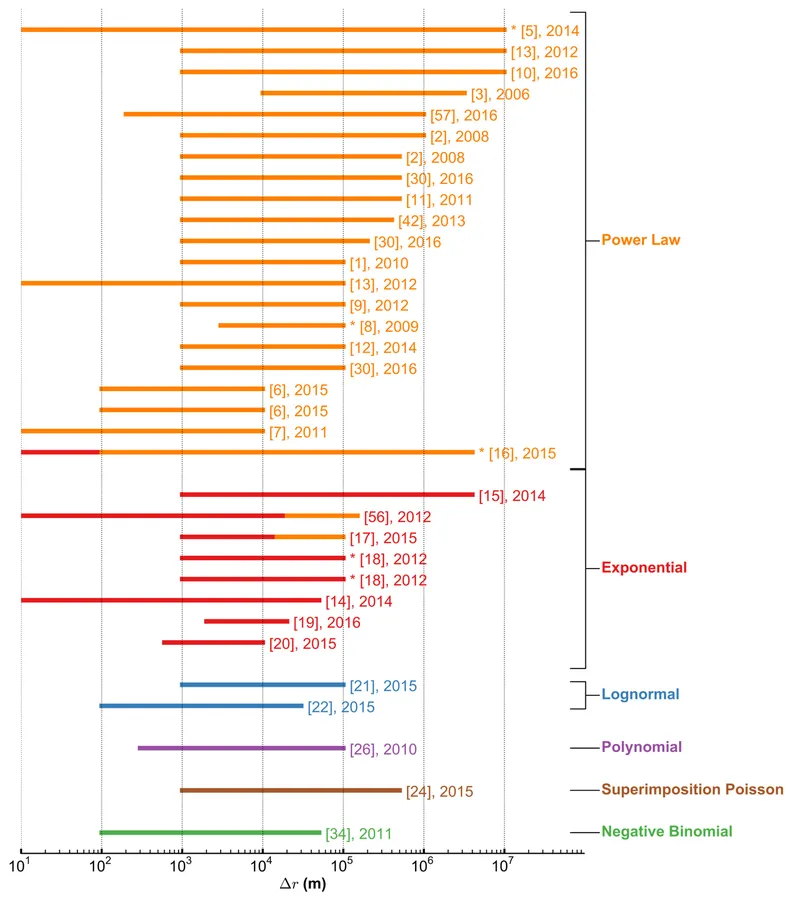 * [5], 2014
[13], 2012
[10], 2016
[3], 2006
[57], 2016
[2], 2008
[2], 2008
[30], 2016
[11], 2011
[42], 2013
[30], 2016
Power Law
[1], 2010
[13], 2012
[9], 2012
* [8], 2009
[12], 2014
[30], 2016
[6], 2015
[6], 2015
[7], 2011
* [16], 2015
[15], 2014
[56], 2012
[17], 2015
* [18], 2012
Exponential
* [18], 2012
[14], 2014
[19], 2016
[20], 2015
[21], 2015
Lognormal
[22], 2015
[26], 2010
Polynomial
[24], 2015
Superimposition Poisson
[34], 2011
Negative Binomial
10¹ 10² 10³ 10⁴ 10⁵ 10⁶ 10⁷
Δr (m)